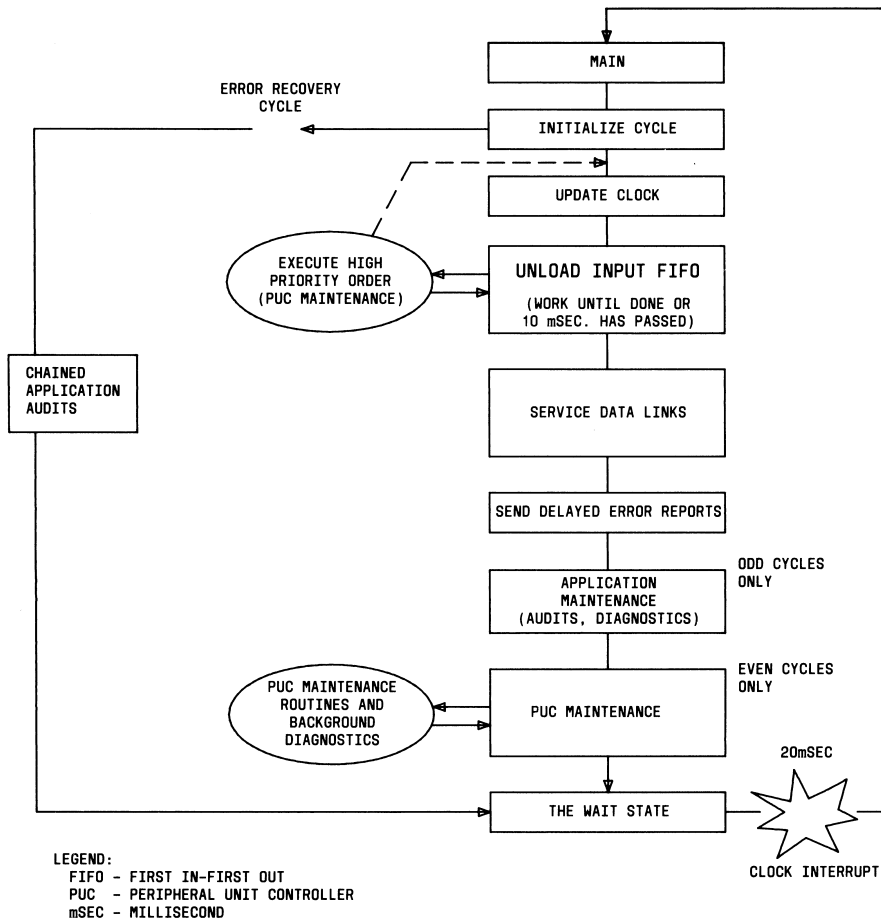 MAIN
ERROR RECOVERY
CYCLE
INITIALIZE CYCLE
UPDATE CLOCK
EXECUTE HIGH
PRIORITY ORDER
(PUC MAINTENANCE)
UNLOAD INPUT FIFO
(WORK UNTIL DONE OR
10 mSEC. HAS PASSED)
CHAINED
APPLICATION
AUDITS
SERVICE DATA LINKS
SEND DELAYED ERROR REPORTS
APPLICATION
MAINTENANCE
(AUDITS, DIAGNOSTICS)
ODD CYCLES
ONLY
PUC MAINTENANCE
ROUTINES AND
BACKGROUND
DIAGNOSTICS
PUC MAINTENANCE
EVEN CYCLES
ONLY
20mSEC
THE WAIT STATE
CLOCK INTERRUPT
LEGEND:
FIFO - FIRST IN-FIRST OUT
PUC - PERIPHERAL UNIT CONTROLLER
mSEC - MILLISECOND